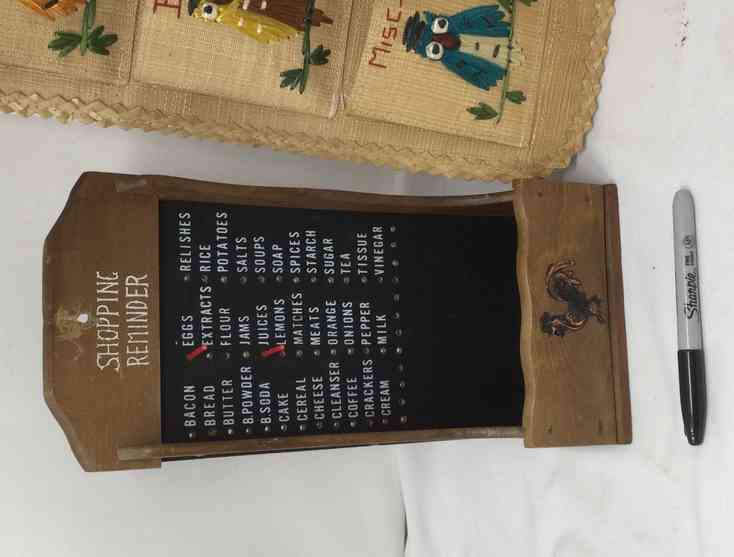 SHOPPING
REMINDER
BACON
BREAD
BUTTER
B.POWDER
B.SODA
CAKE
CEREAL
CHEESE
CLEANSER
COFFEE
CRACKERS
CREAM
EGGS
EXTRACTS
FLOUR
JAMS
JUICES
LEMONS
MATCHES
MEATS
ORANGE
ONIONS
PEPPER
MILK
RELISHES
RICE
POTATOES
SALTS
SOUPS
SOAP
SPICES
STARCH
SUGAR
TEA
TISSUE
VINEGAR
MISC
Sharpie